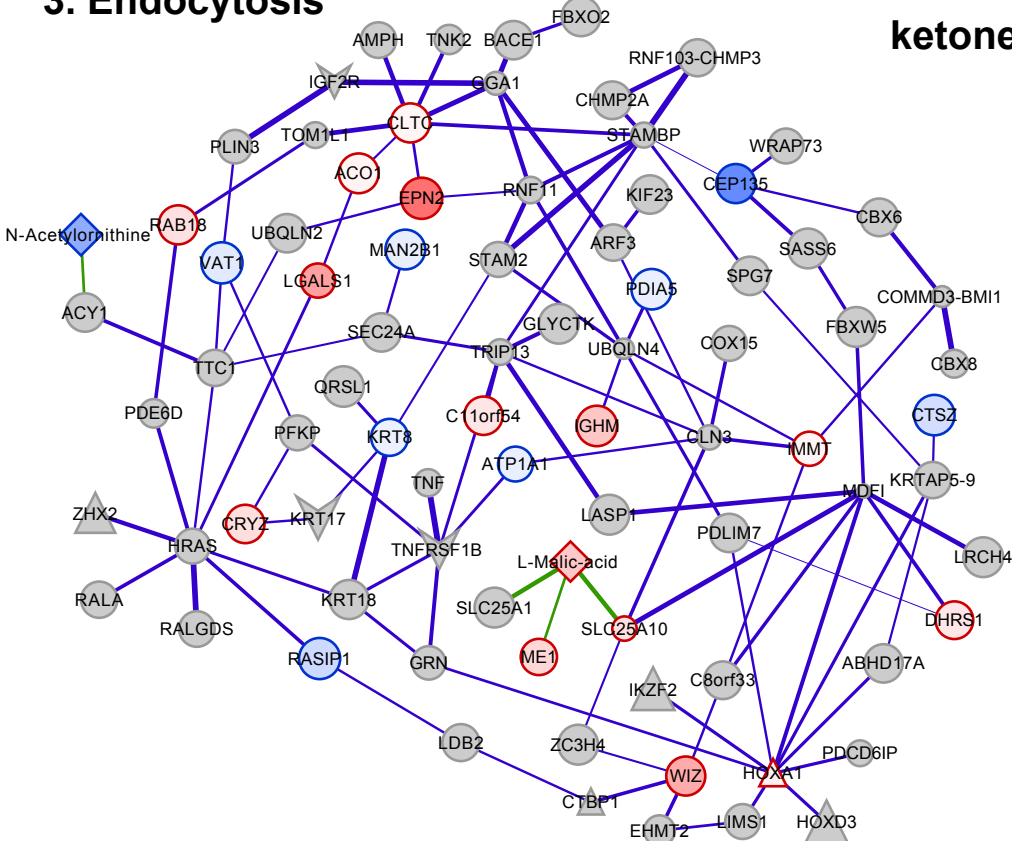 3. Endocytosis
ketone
FBXO2
AMPH
TNK2
BACE1
RNF103-CHMP3
IGF2R
GGA1
CHMP2A
CLTC
TOM1L1
STAMBP
PLIN3
WRAP73
ACO1
CEP135
EPN2
RNF11
KIF23
RAB18
CBX6
N-Acetylornithine
UBQLN2
MAN2B1
ARF3
SASS6
VAT1
STAM2
SPG7
LGALS1
PDIA5
COMMD3-BMI1
ACY1
GLYCTK
FBXW5
SEC24A
COX15
TRIP13
UBQLN4
TTC1
CBX8
QRSL1
PDE6D
C11orf54
CTSZ
IGHM
PFKP
KRT8
CLN3
IMMT
ATP1A1
TNF
KRTAP5-9
MDFI
ZHX2
LASP1
KRT17
CRYZ
PDLIM7
HRAS
TNFRSF1B
LRCH4
L-Malic-acid
RALA
KRT18
SLC25A1
DHRS1
RALGDS
SLC25A10
RASIP1
ME1
GRN
ABHD17A
C8orf33
IKZF2
LDB2
ZC3H4
PDCD6IP
WIZ
HOXA1
CTBP1
LIMS1
HOXD3
EHMT2